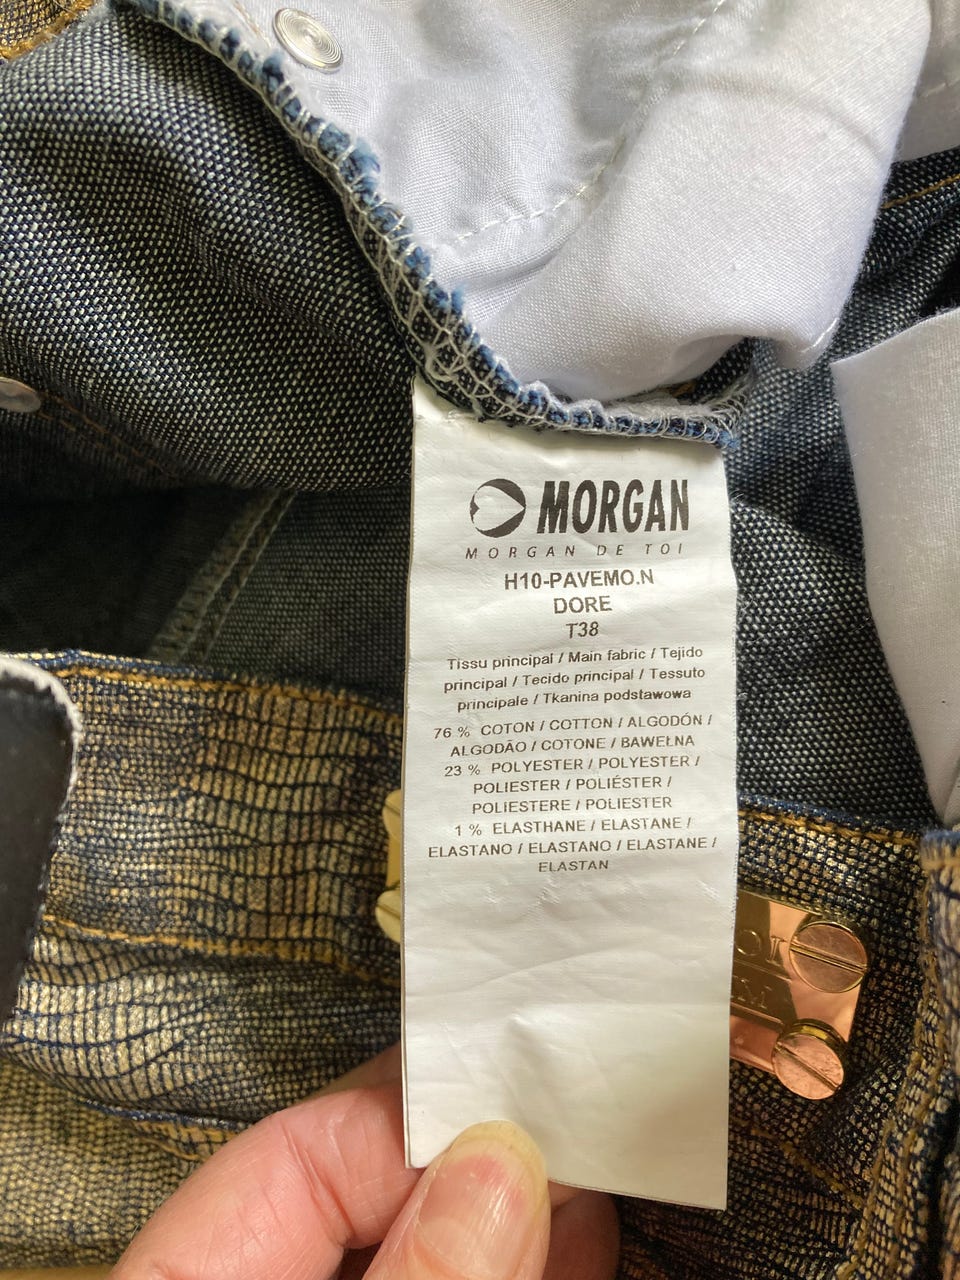 MORGAN
MORGAN DE TOI
H10-PAVEMO.N
DORE
T38
Tissu principal / Main fabric / Tejido
principal / Tecido principal / Tessuto
principale / Tkanina podstawowa
76 % COTON / COTTON / ALGODÓN /
ALGODÃO / COTONE / BAWEŁNA
23 % POLYESTER / POLYESTER /
POLIESTER / POLIÉSTER /
POLIESTERE / POLIESTER
1 % ELASTHANE / ELASTANE /
ELASTANO / ELASTANO / ELASTANE /
ELASTAN